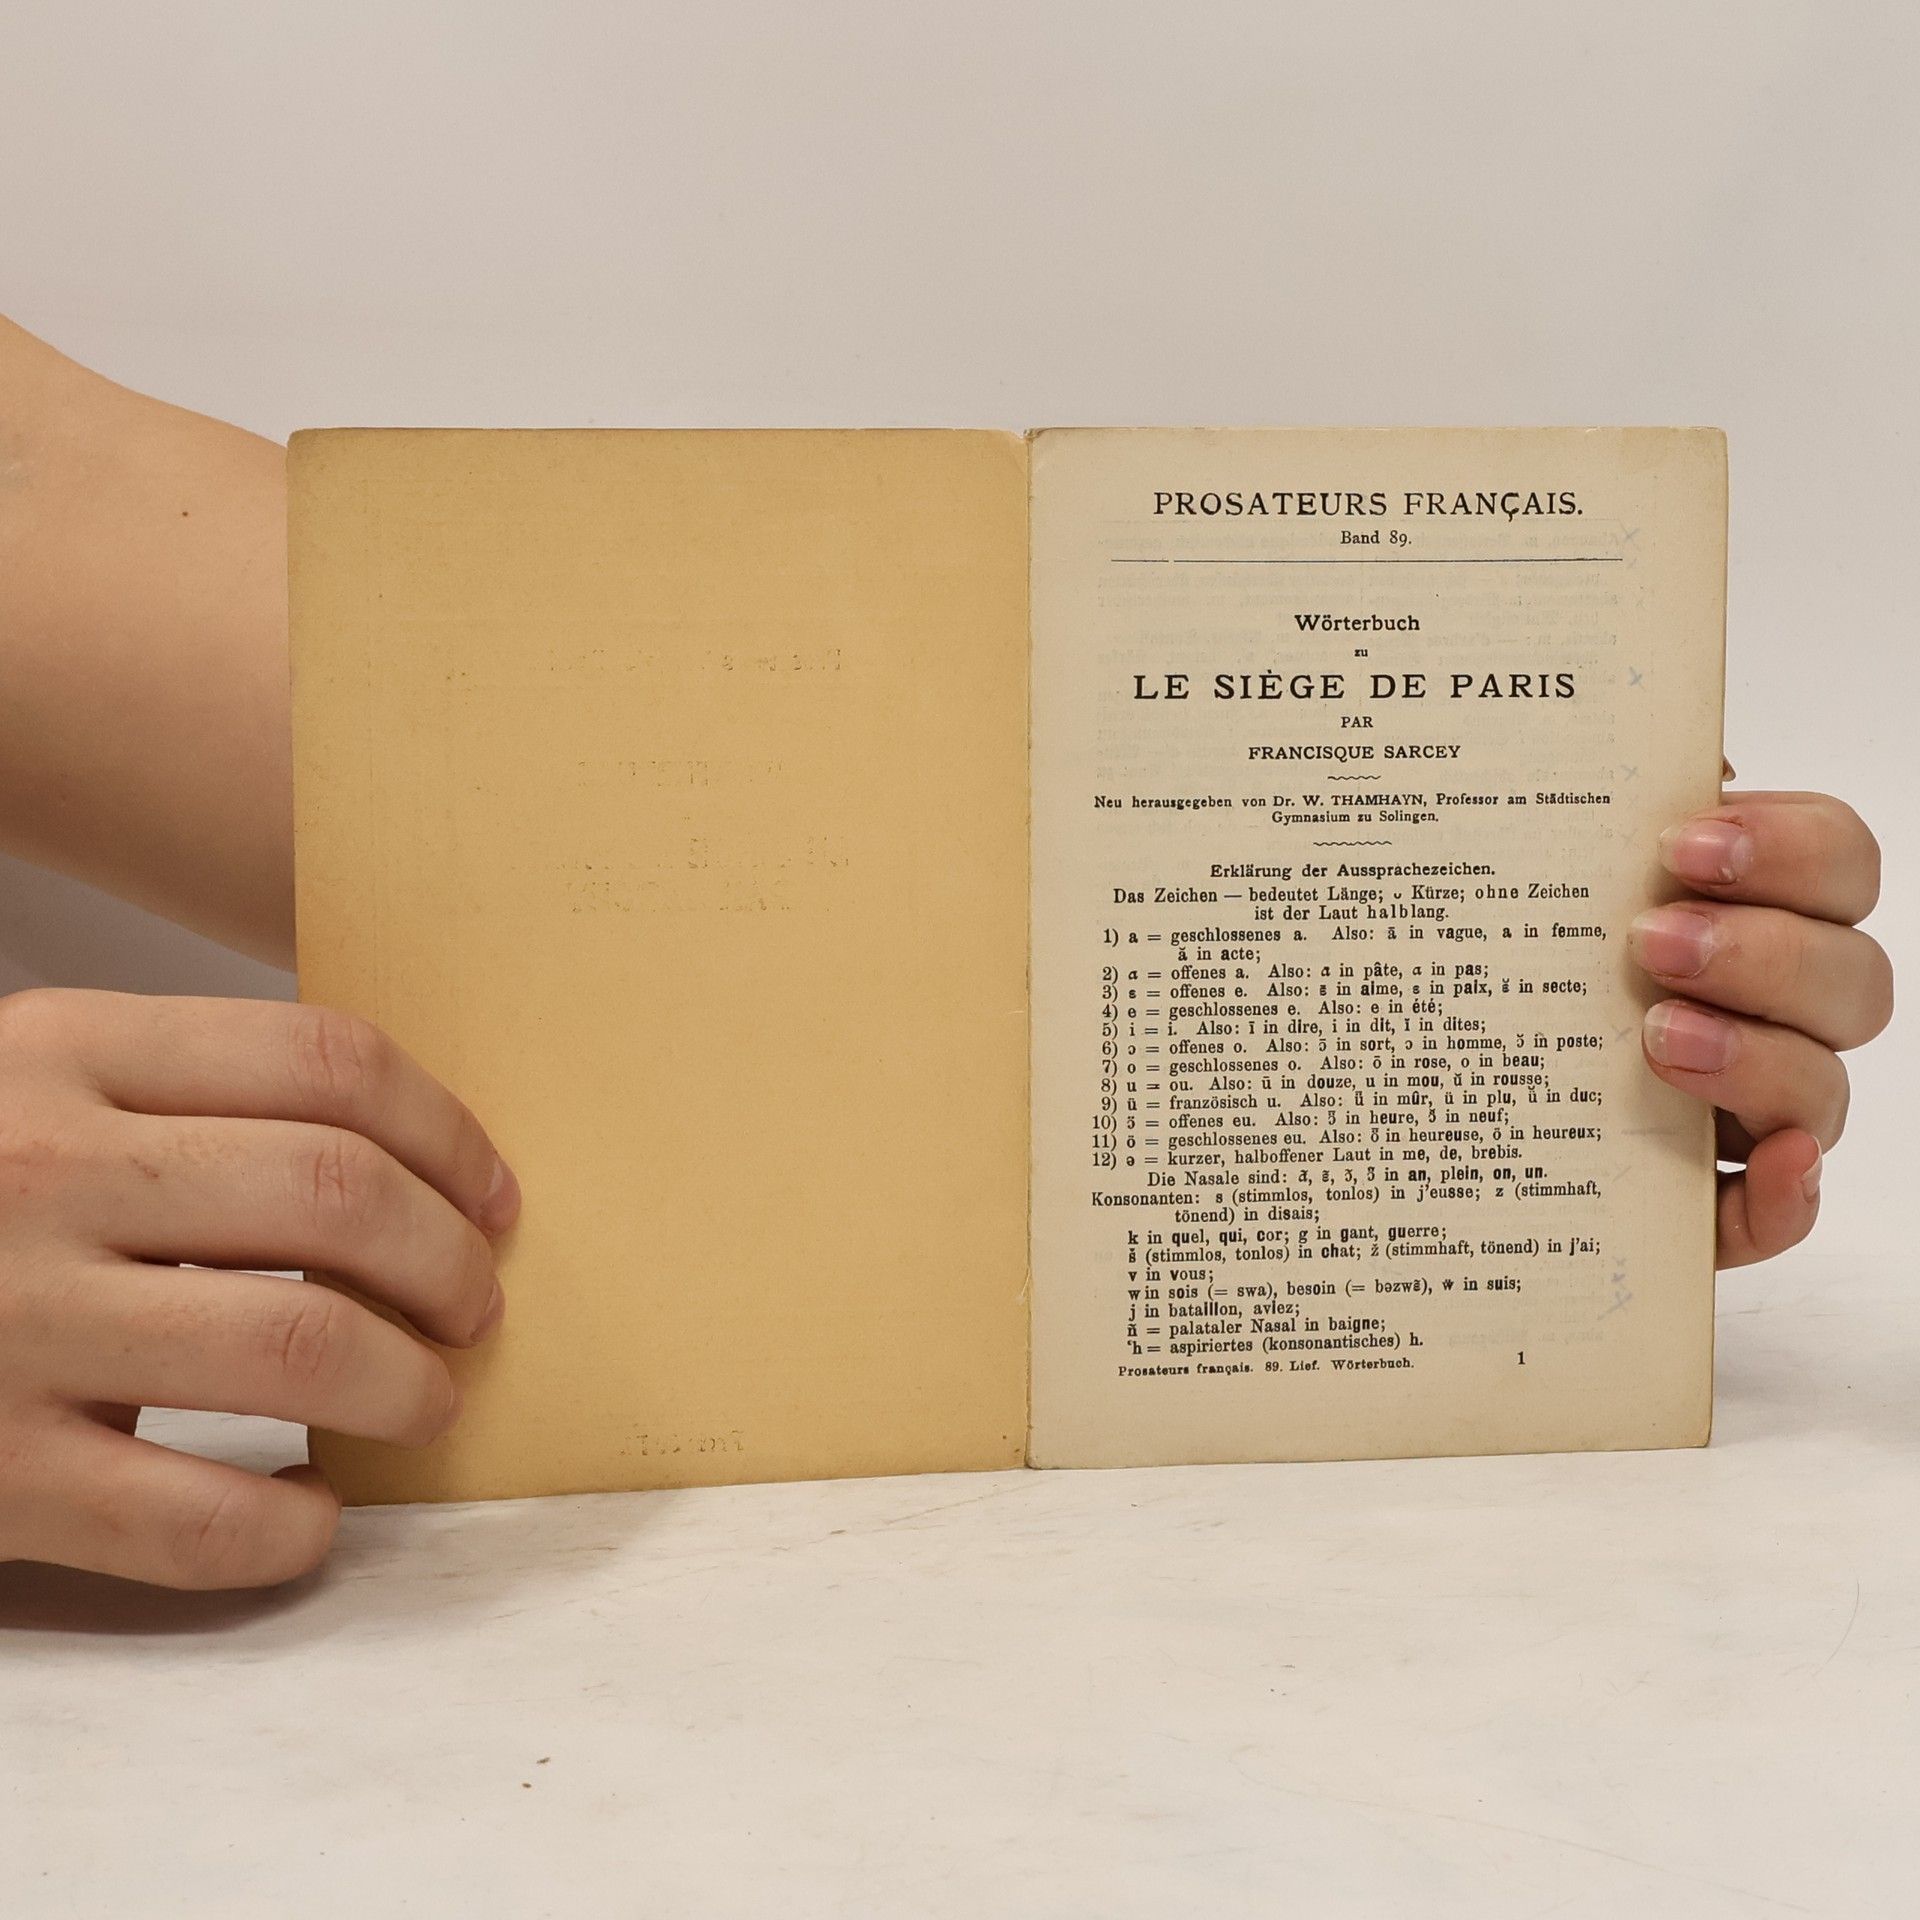 PROSATEURS FRANÇAIS.
Band 89.
Wörterbuch
zu
LE SIÈGE DE PARIS
PAR
FRANCISQUE SARCEY
Neu herausgegeben von Dr. W. THAMHAYN, Professor am Städtischen
Gymnasium zu Solingen.
Erklärung der Aussprachezeichen.
Das Zeichen — bedeutet Länge; ᴗ Kürze; ohne Zeichen
ist der Laut halblang.
1) a = geschlossenes a. Also: ā in vague, a in femme,
ă in acte;
2) ɑ = offenes a. Also: ɑ in pâte, ɑ in pas;
3) ɛ = offenes e. Also: ɛ̄ in aime, ɛ in paix, ɛ̆ in secte;
4) e = geschlossenes e. Also: e in été;
5) i = i. Also: ī in dire, i in dit, ĭ in dites;
6) ɔ = offenes o. Also: ɔ̄ in sort, ɔ in homme, ɔ̆ in poste;
7) o = geschlossenes o. Also: ō in rose, o in beau;
8) u = ou. Also: ū in douze, u in mou, ŭ in rousse;
9) ü = französisch u. Also: ǖ in mûr, ü in plu, ü̆ in duc;
10) ɔ̈ = offenes eu. Also: ɔ̈̄ in heure, ɔ̈̆ in neuf;
11) ö = geschlossenes eu. Also: ȫ in heureuse, ö in heureux;
12) ə = kurzer, halboffener Laut in me, de, brebis.
Die Nasale sind: ɑ̃, ɛ̃, ɔ̃, ɔ̈̃ in an, plein, on, un.
Konsonanten: s (stimmlos, tonlos) in j'eusse; z (stimmhaft,
tönend) in disais;
k in quel, qui, cor; g in gant, guerre;
š (stimmlos, tonlos) in chat; ž (stimmhaft, tönend) in j'ai;
v in vous;
w in sois (= swa), besoin (= bəzwɛ̃), ẅ in suis;
j in bataillon, aviez;
ñ = palataler Nasal in baigne;
‘h = aspiriertes (konsonantisches) h.
Prosateurs français. 89. Lief. Wörterbuch. 1